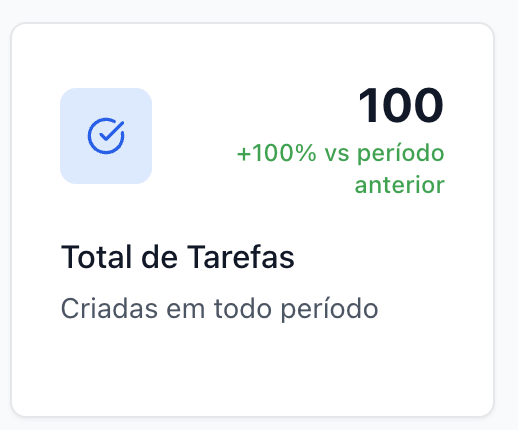 100
+100% vs período
anterior
Total de Tarefas
Criadas em todo período